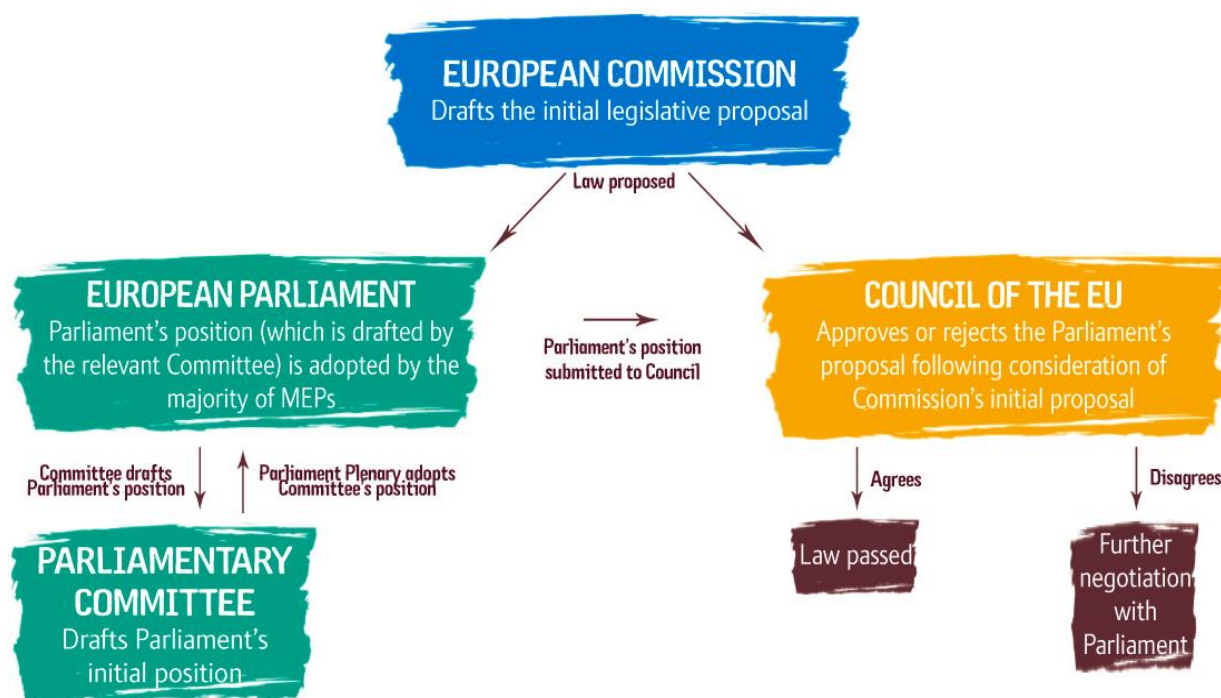 EUROPEAN COMMISSION
Drafts the initial legislative proposal
Law proposed
EUROPEAN PARLIAMENT
Parliament's position (which is drafted by
the relevant Committee) is adopted by the
majority of MEPs
Parliament's position
submitted to Council
COUNCIL OF THE EU
Approves or rejects the Parliament's
proposal following consideration of
Commission's initial proposal
Committee drafts
Parliament's position
Parliament Plenary adopts
Committee's position
Agrees
Disagrees
PARLIAMENTARY
COMMITTEE
Drafts Parliament's
initial position
Law passed
Further
negotiation
with
Parliament